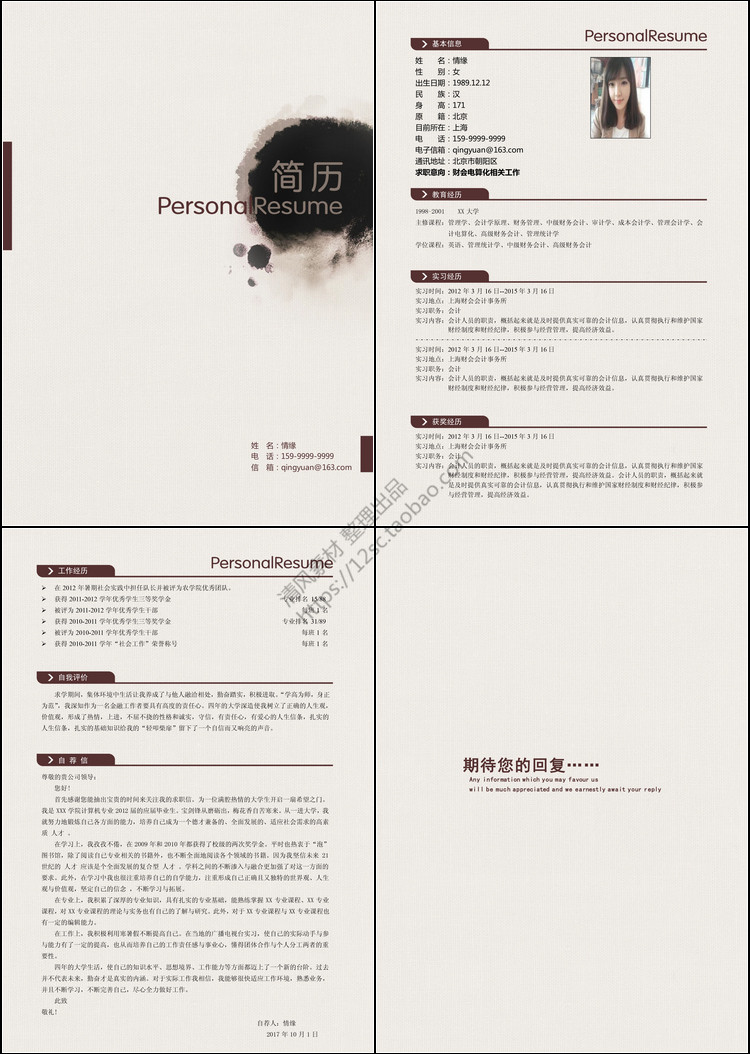 简历
PersonalResume
姓 名：情缘
电 话：159-9999-9999
信 箱：qingyuan@163.com
PersonalResume
基本信息
姓 名：情缘
性 别：女
出生日期：1989.12.12
民 族：汉
身 高：171
原 籍：北京
目前所在：上海
电 话：159-9999-9999
电子信箱：qingyuan@163.com
通讯地址：北京市朝阳区
求职意向：财会电算化相关工作
教育经历
1998-2001 XX 大学
主修课程：管理学、会计学原理、财务管理、中级财务会计、审计学、成本会计学、管理会计学、会
计电算化、高级财务会计、管理统计学
学位课程：英语、管理统计学、中级财务会计、高级财务会计
实习经历
实习时间：2012 年 3 月 16 日--2015 年 3 月 16 日
实习地点：上海财会会计事务所
实习职务：会计
实习内容：会计人员的职责，概括起来就是及时提供真实可靠的会计信息，认真贯彻执行和维护国家
财经制度和财经纪律，积极参与经营管理，提高经济效益。
实习时间：2012 年 3 月 16 日--2015 年 3 月 16 日
实习地点：上海财会会计事务所
实习职务：会计
实习内容：会计人员的职责，概括起来就是及时提供真实可靠的会计信息，认真贯彻执行和维护国家
财经制度和财经纪律，积极参与经营管理，提高经济效益。
获奖经历
实习时间：2012 年 3 月 16 日--2015 年 3 月 16 日
实习地点：上海财会会计事务所
实习职务：会计
实习内容：会计人员的职责，概括起来就是及时提供真实可靠的会计信息，认真贯彻执行和维护国家
财经制度和财经纪律，积极参与经营管理，提高经济效益。会计人员的职责，概括起来就
是及时提供真实可靠的会计信息，认真贯彻执行和维护国家财经制度和财经纪律，积极参
与经营管理，提高经济效益。
清风素材 整理出品
https://12sc.taobao.com
PersonalResume
工作经历
➢ 在 2012 年暑期社会实践中担任队长并被评为农学院优秀团队。
➢ 获得 2011-2012 学年优秀学生三等奖学金 专业排名 15/88
➢ 被评为 2011-2012 学年优秀学生干部 每班 1 名
➢ 获得 2010-2011 学年优秀学生三等奖学金 专业排名 31/89
➢ 被评为 2010-2011 学年优秀学生干部 每班 1 名
➢ 获得 2010-2011 学年“社会工作”荣誉称号 每班 1 名
自我评价
求学期间，集体环境中生活让我养成了与他人融洽相处，勤奋踏实，积极进取。“学高为师，身正
为范”，我深知作为一名金融工作者要具有高度的责任心。四年的大学深造使我树立了正确的人生观，
价值观，形成了热情，上进，不屈不挠的性格和诚实，守信，有责任心，有爱心的人生信条，扎实的
人生信条，扎实的基础知识给我的“轻叩柴扉”留下了一个自信而又响亮的声音。
自 荐 信
尊敬的贵公司领导：
您好！
首先感谢您能抽出宝贵的时间来关注我的求职信。为一位满腔热情的大学生开启一扇希望之门。
我是 XXX 学院计算机专业 2012 届的应届毕业生。宝剑锋从磨砺出，梅花香自苦寒来。从一进大学，我
就努力地锻炼自己各方面的能力，培养自己成为一个德才兼备的、全面发展的、适应社会需求的高素
质 人才 。
在学习上，我孜孜不倦，在 2009 年和 2010 年都获得了校级的两次奖学金。平时也热衷于“泡”
图书馆，除了阅读自己专业相关的书籍外，也不断全面地阅读各个领域的书籍。因为我坚信未来 21
世纪的 人才 应该是个全面发展的复合型 人才 。学科之间的不断渗入与融合更加强了对这一方面的
要求。此外，在学习中我也很注重培养自己的自学能力，注重形成自己正确且又独特的世界观、人生
观与价值观，坚定自己的信念 ，不断学习与拓展。
在专业上，我积累了深厚的专业知识，具有扎实的专业基础，能熟练掌握 XX 专业课程、XX 专业
课程，对 XX 专业课程的理论与实务也有自己的了解与研究。此外，对于 XX 专业课程与 XX 专业课程也
有一定的编辑能力。
在工作上，我积极利用寒暑假不断提高自己。在当地的广播电视台实习，使自己的实际动手与参
与能力有了一定的提高，也从而培养自己的工作责任感与事业心，懂得团体合作与个人分工两者的重
要性。
四年的大学生活，使自己的知识水平、思想境界、工作能力等方面都迈上了一个新的台阶。过去
并不代表未来，勤奋才是真实的内涵。对于实际工作我相信，我能够很快适应工作环境，熟悉业务，
并且不断学习，不断完善自己，尽心全力做好工作。
此致
敬礼！
自荐人：情缘
2017 年 10 月 1 日
期待您的回复……
Any information which you may favour us
will be much appreciated and we earnestly await your reply